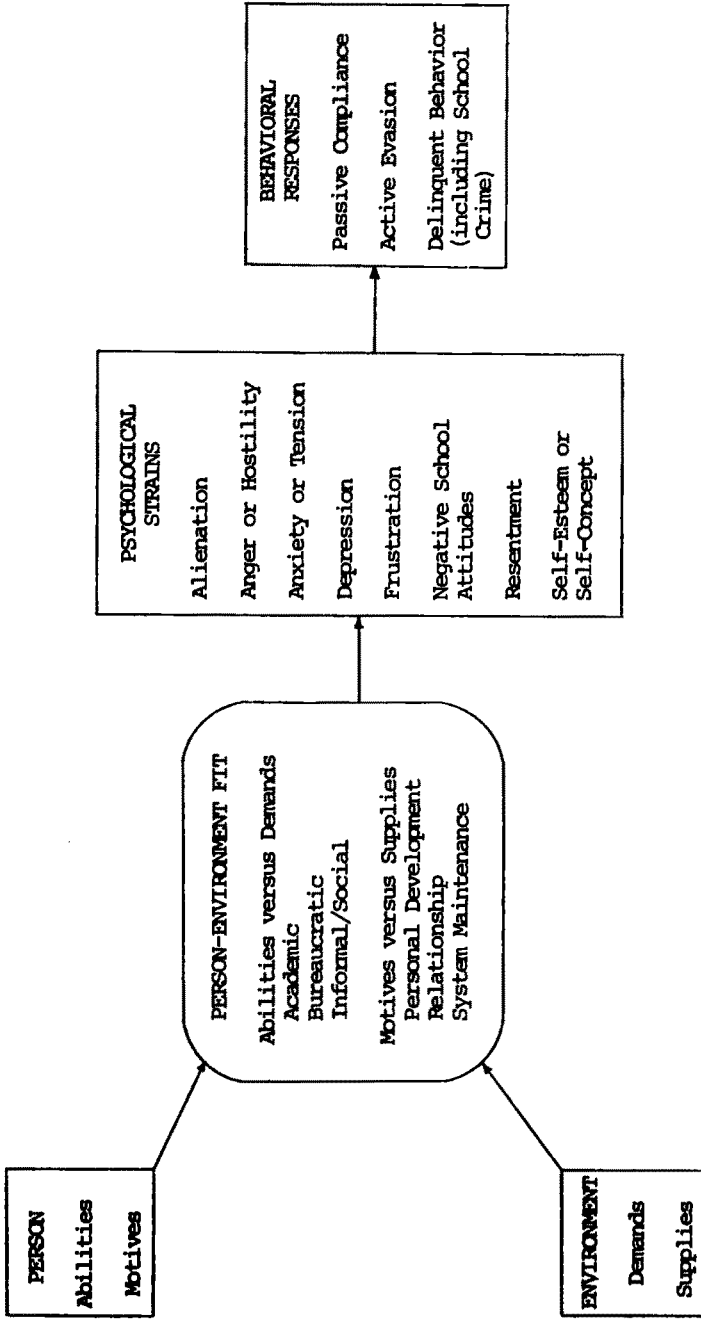 PERSON
Abilities
Motives
ENVIRONMENT
Demands
Supplies
PERSON-ENVIRONMENT FIT
Abilities versus Demands
Academic
Bureaucratic
Informal/Social
Motives versus Supplies
Personal Development
Relationship
System Maintenance
PSYCHOLOGICAL
STRAINS
Alienation
Anger or Hostility
Anxiety or Tension
Depression
Frustration
Negative School
Attitudes
Resentment
Self-Esteem or
Self-Concept
BEHAVIORAL
RESPONSES
Passive Compliance
Active Evasion
Delinquent Behavior
(including School
Crime)